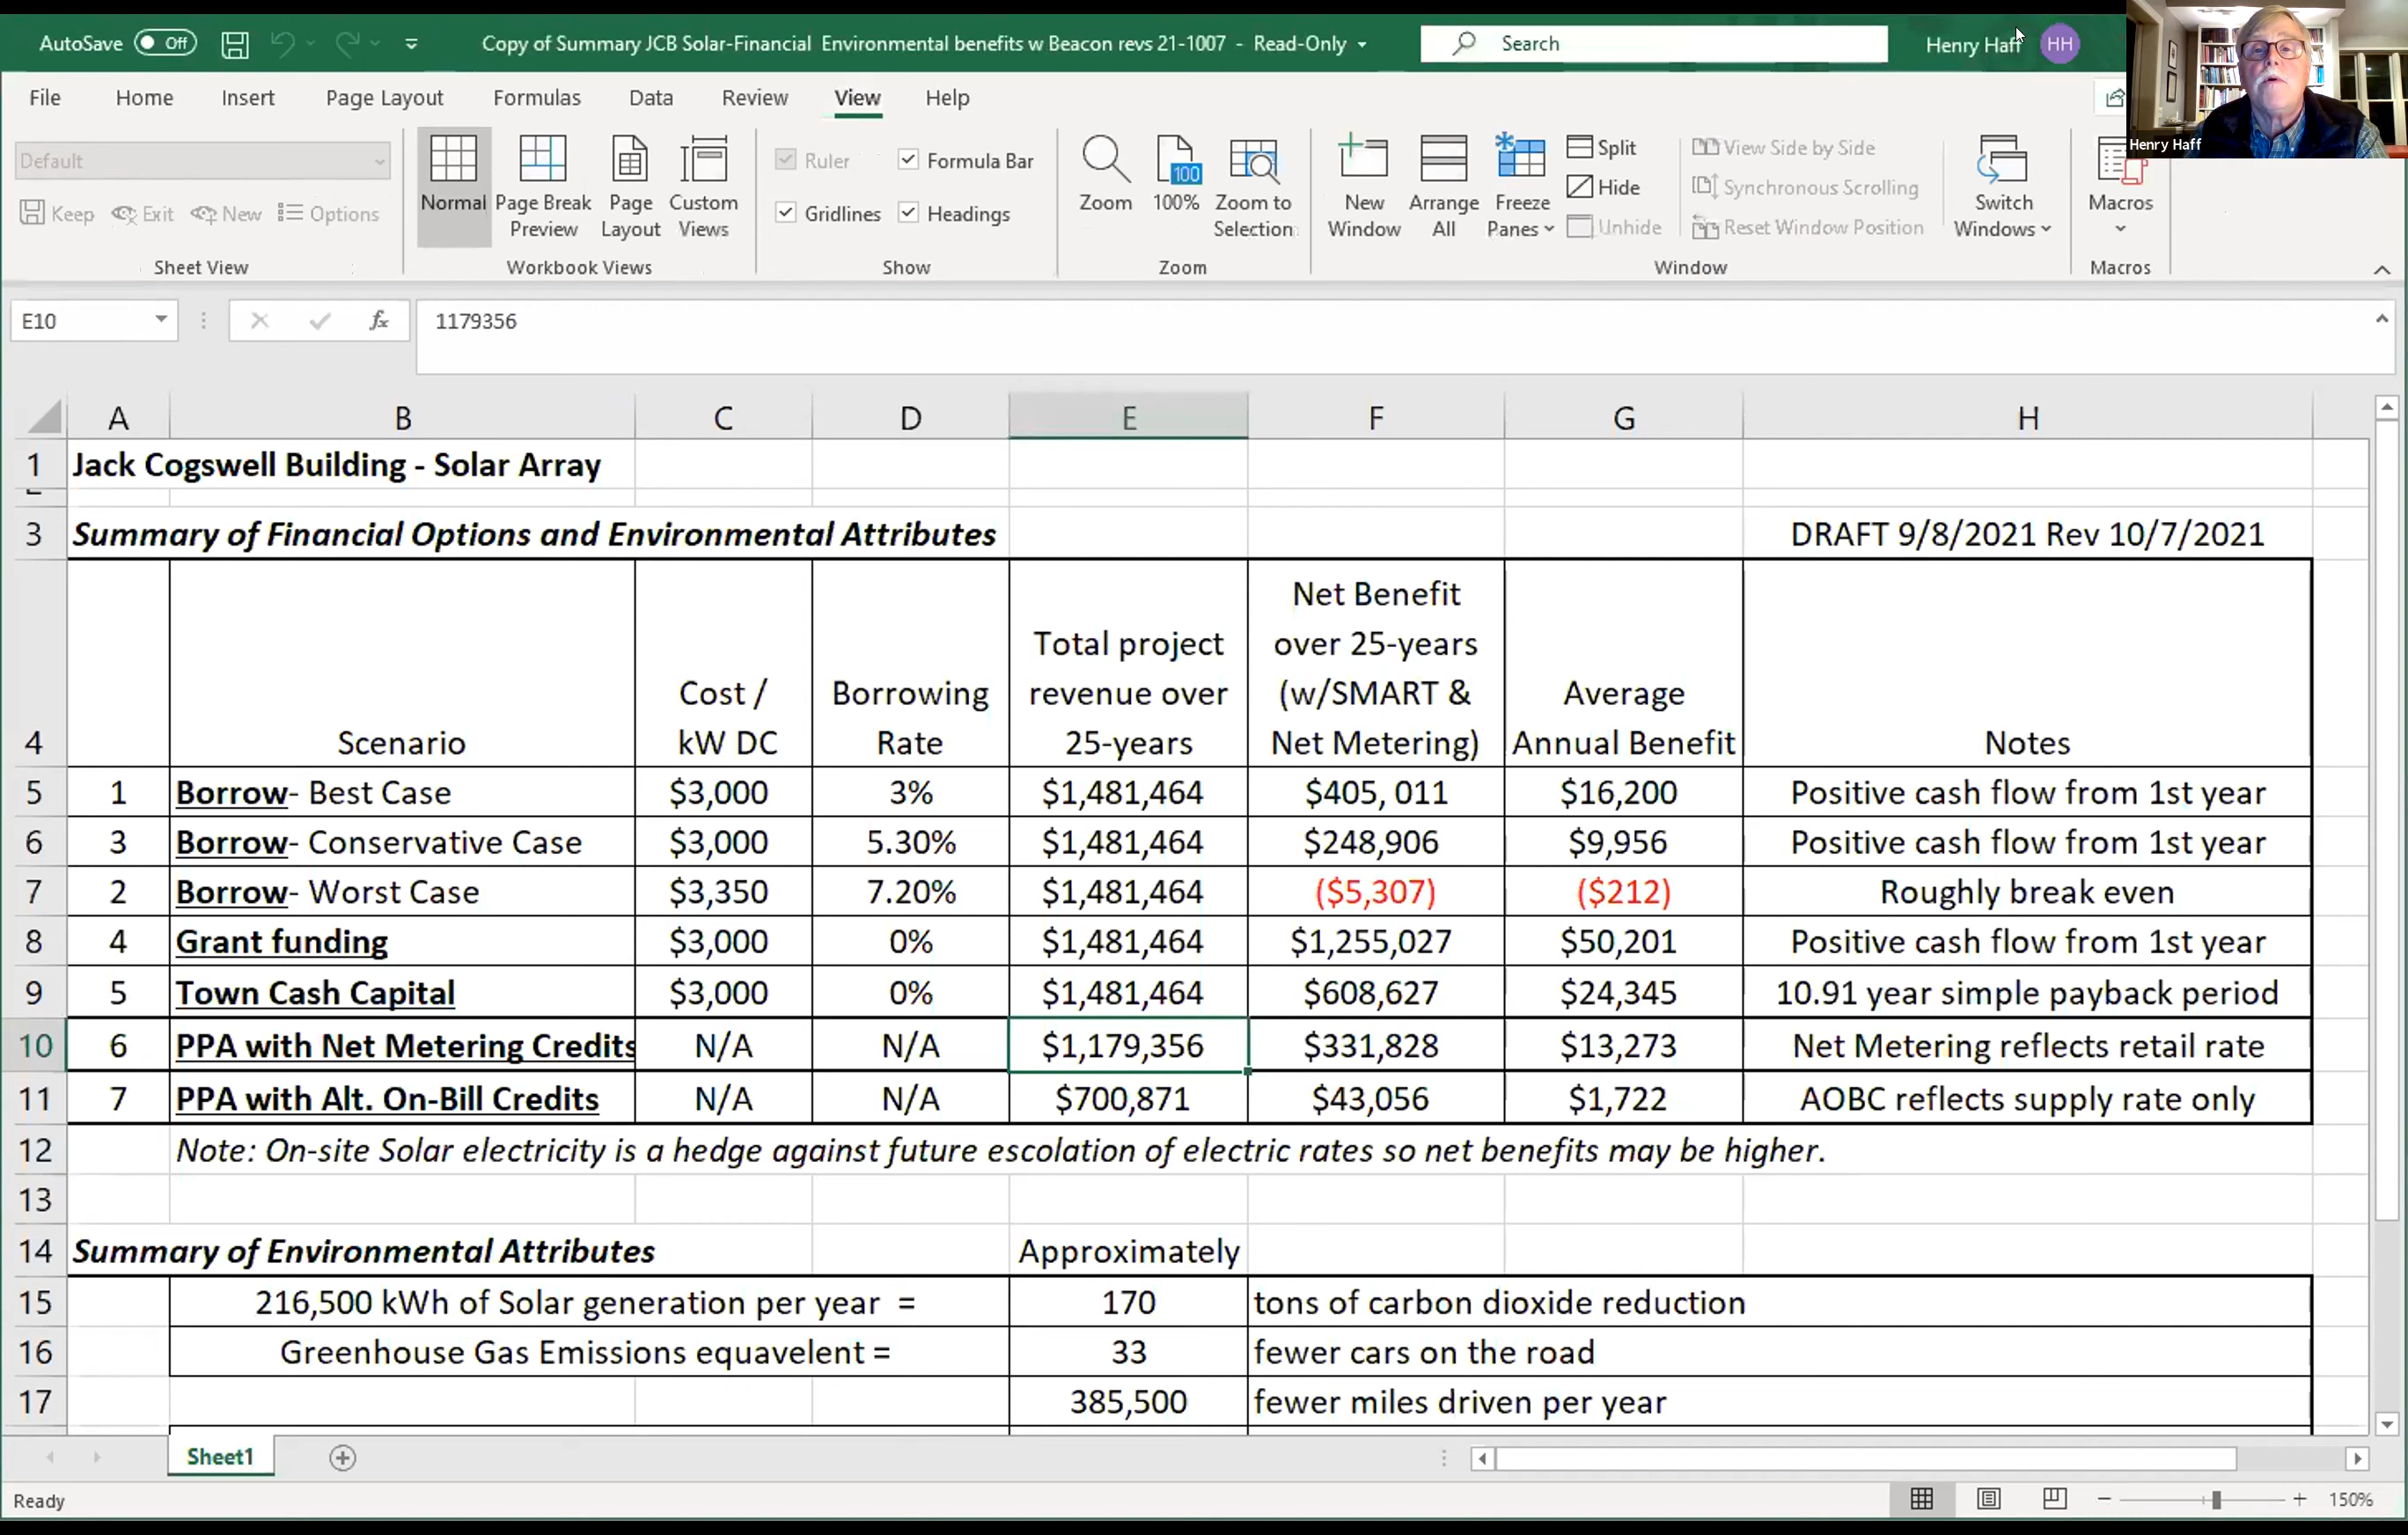 AutoSave Off Copy of Summary JCB Solar-Financial Environmental benefits w Beacon revs 21-1007 - Read-Only Search Henry Haff HH
Henry Haff
File Home Insert Page Layout Formulas Data Review View Help
Default
Keep Exit New Options
Sheet View
Normal Page Break Preview Page Layout Custom Views
Workbook Views
Ruler Formula Bar
Gridlines Headings
Show
Zoom 100% Zoom to Selection
100
Zoom
New Window Arrange All Freeze Panes
Split View Side by Side
Hide Synchronous Scrolling
Unhide Reset Window Position
Switch Windows
Window
Macros
Macros
E10 fx 1179356
A B C D E F G H
1 Jack Cogswell Building - Solar Array
3 Summary of Financial Options and Environmental Attributes DRAFT 9/8/2021 Rev 10/7/2021
4 Scenario Cost / kW DC Borrowing Rate Total project revenue over 25-years Net Benefit over 25-years (w/SMART & Net Metering) Average Annual Benefit Notes
5 1 Borrow- Best Case $3,000 3% $1,481,464 $405, 011 $16,200 Positive cash flow from 1st year
6 3 Borrow- Conservative Case $3,000 5.30% $1,481,464 $248,906 $9,956 Positive cash flow from 1st year
7 2 Borrow- Worst Case $3,350 7.20% $1,481,464 ($5,307) ($212) Roughly break even
8 4 Grant funding $3,000 0% $1,481,464 $1,255,027 $50,201 Positive cash flow from 1st year
9 5 Town Cash Capital $3,000 0% $1,481,464 $608,627 $24,345 10.91 year simple payback period
10 6 PPA with Net Metering Credits N/A N/A $1,179,356 $331,828 $13,273 Net Metering reflects retail rate
11 7 PPA with Alt. On-Bill Credits N/A N/A $700,871 $43,056 $1,722 AOBC reflects supply rate only
12 Note: On-site Solar electricity is a hedge against future escolation of electric rates so net benefits may be higher.
13
14 Summary of Environmental Attributes Approximately
15 216,500 kWh of Solar generation per year = 170 tons of carbon dioxide reduction
16 Greenhouse Gas Emissions equavelent = 33 fewer cars on the road
17 385,500 fewer miles driven per year
Sheet1
Ready 150%